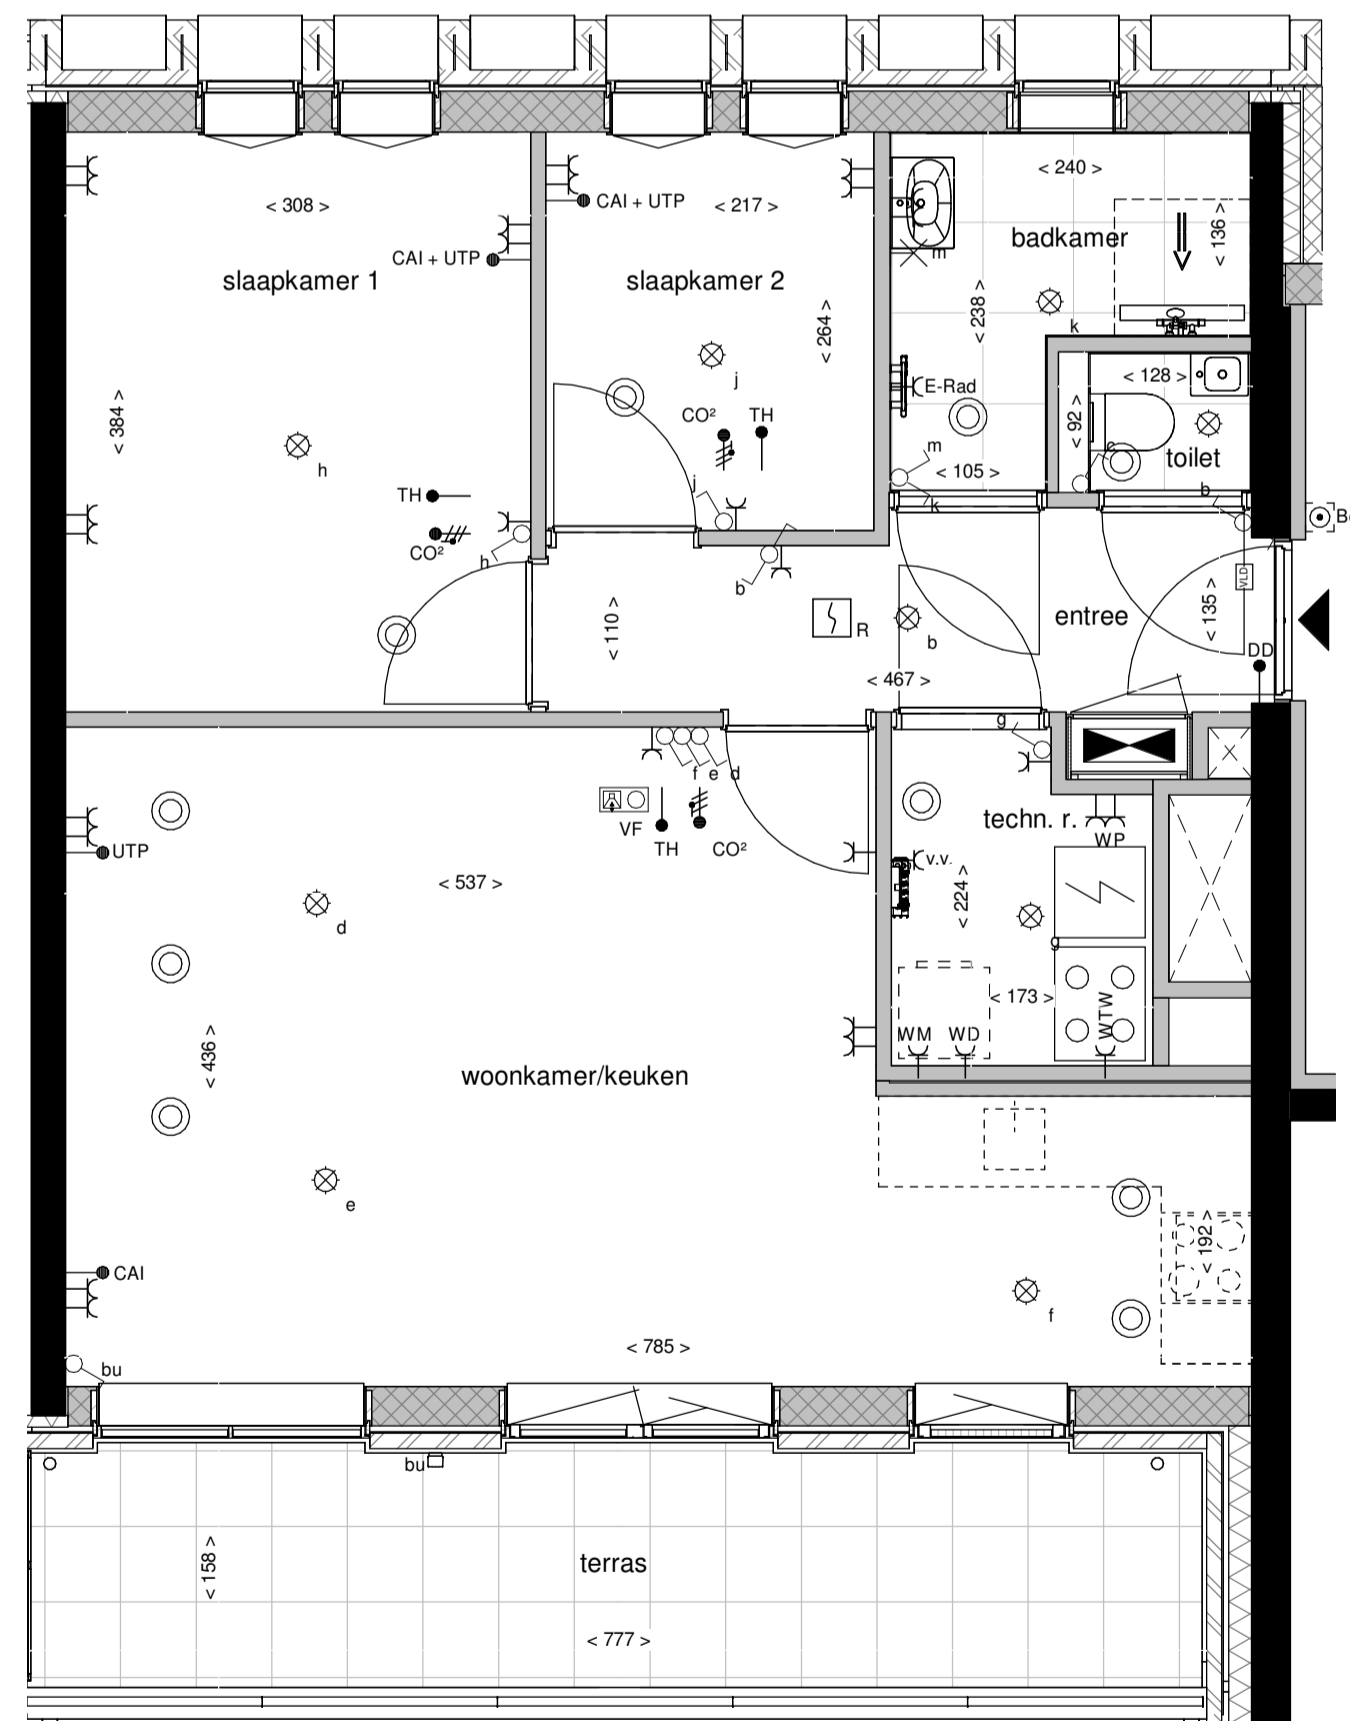 < 240 >
CAI + UTP
< 308 >
< 217 >
< 136 >
badkamer
m
CAI + UTP
slaapkamer 1
slaapkamer 2
< 238 >
< 264 >
k
j
< 128 >
E-Rad
CO²
TH
< 384 >
< 92 >
m
c
toilet
h
< 105 >
j
b
TH
k
CO²
h
b
VLD
< 110 >
< 135 >
entree
R
b
DD
< 467 >
g
f e d
techn. r.
VF
WP
TH
CO²
UTP
v.v.
< 537 >
< 224 >
d
g
< 173 >
WTW
WM
WD
< 436 >
woonkamer/keuken
e
< 192 >
CAI
f
< 785 >
bu
bu
terras
< 158 >
< 777 >